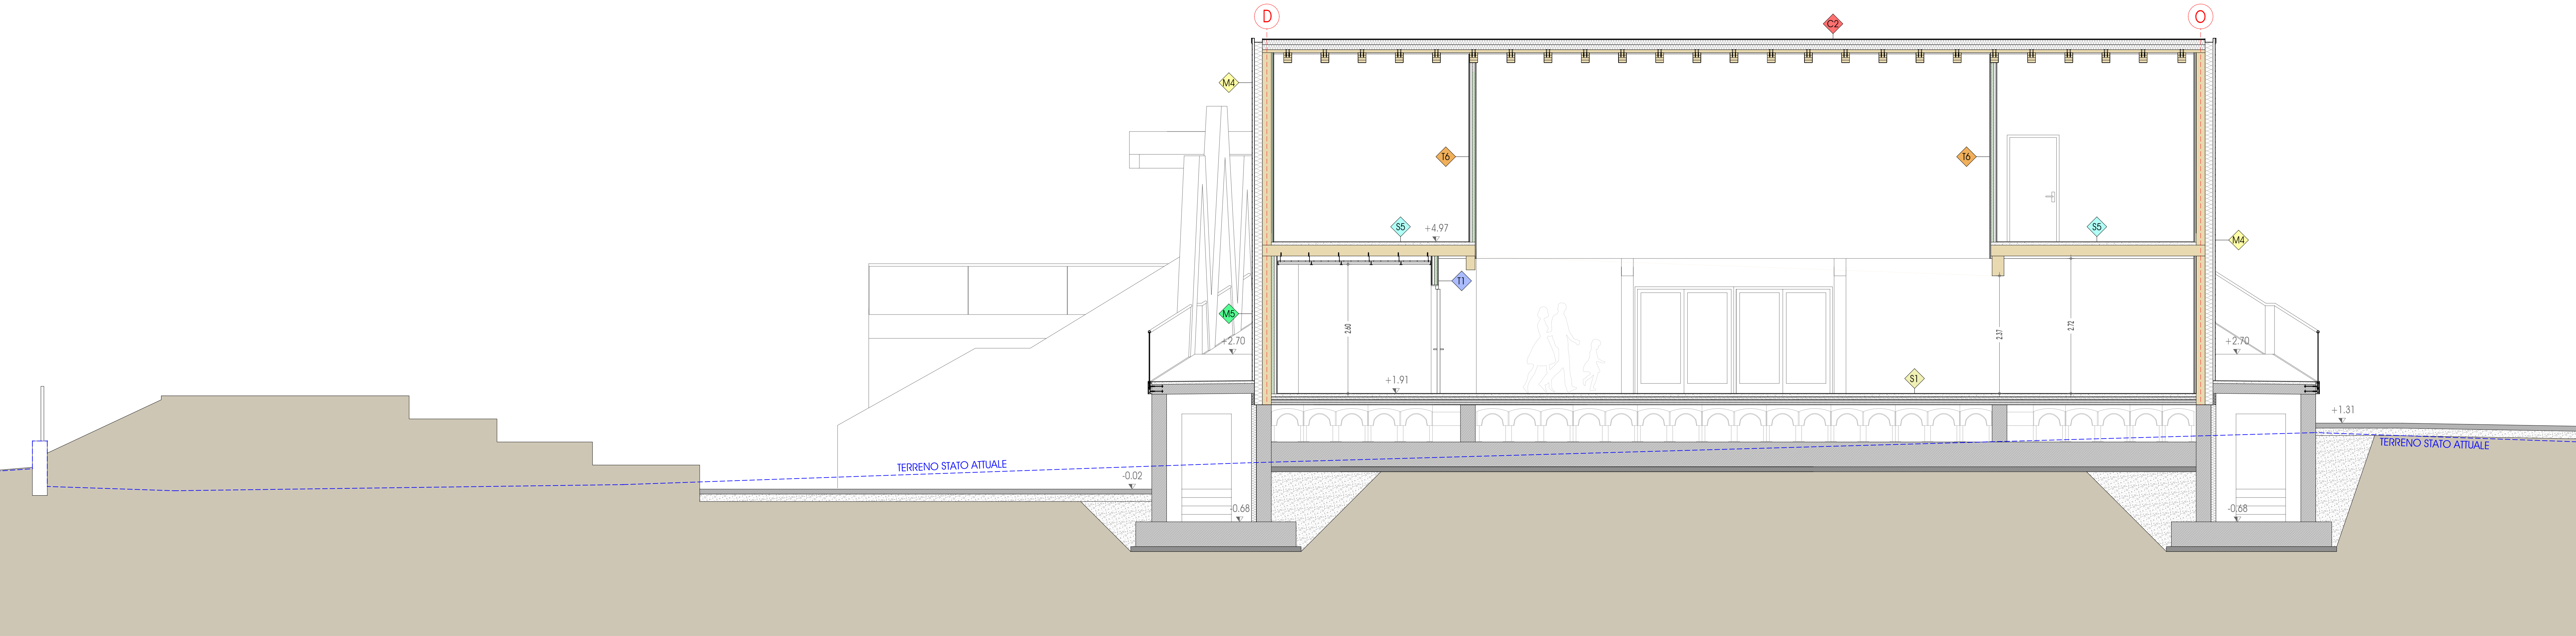 D
O
C2
M4
T6
T6
S5
+4.97
S5
M4
T1
M5
2.60
2.37
2.72
+2.70
+2.70
+1.91
S1
+1.31
TERRENO STATO ATTUALE
TERRENO STATO ATTUALE
-0.02
-0.68
-0.68